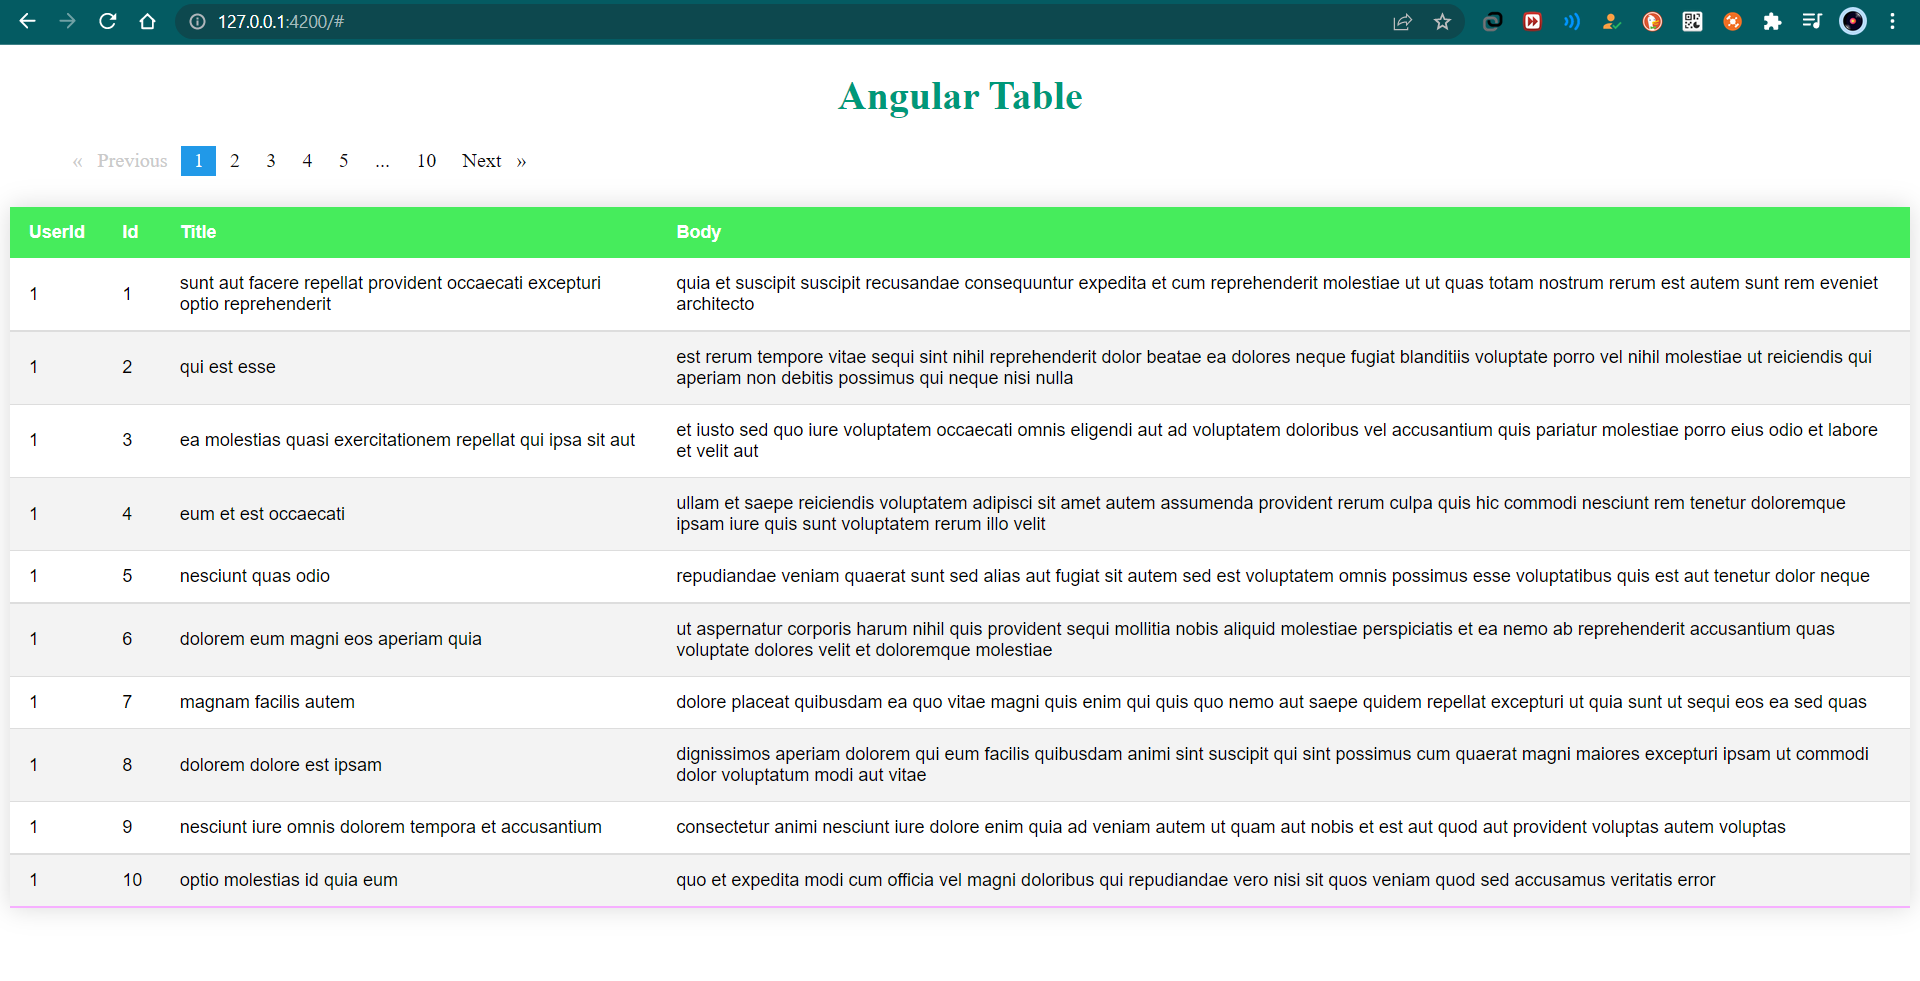 127.0.0.1:4200/#
Angular Table
« Previous 1 2 3 4 5 ... 10 Next »
UserId Id Title Body
1 1 sunt aut facere repellat provident occaecati excepturi
optio reprehenderit
quia et suscipit suscipit recusandae consequuntur expedita et cum reprehenderit molestiae ut ut quas totam nostrum rerum est autem sunt rem eveniet
architecto
1 2 qui est esse
est rerum tempore vitae sequi sint nihil reprehenderit dolor beatae ea dolores neque fugiat blanditiis voluptate porro vel nihil molestiae ut reiciendis qui
aperiam non debitis possimus qui neque nisi nulla
1 3 ea molestias quasi exercitationem repellat qui ipsa sit aut
et iusto sed quo iure voluptatem occaecati omnis eligendi aut ad voluptatem doloribus vel accusantium quis pariatur molestiae porro eius odio et labore
et velit aut
1 4 eum et est occaecati
ullam et saepe reiciendis voluptatem adipisci sit amet autem assumenda provident rerum culpa quis hic commodi nesciunt rem tenetur doloremque
ipsam iure quis sunt voluptatem rerum illo velit
1 5 nesciunt quas odio
repudiandae veniam quaerat sunt sed alias aut fugiat sit autem sed est voluptatem omnis possimus esse voluptatibus quis est aut tenetur dolor neque
1 6 dolorem eum magni eos aperiam quia
ut aspernatur corporis harum nihil quis provident sequi mollitia nobis aliquid molestiae perspiciatis et ea nemo ab reprehenderit accusantium quas
voluptate dolores velit et doloremque molestiae
1 7 magnam facilis autem
dolore placeat quibusdam ea quo vitae magni quis enim qui quis quo nemo aut saepe quidem repellat excepturi ut quia sunt ut sequi eos ea sed quas
1 8 dolorem dolore est ipsam
dignissimos aperiam dolorem qui eum facilis quibusdam animi sint suscipit qui sint possimus cum quaerat magni maiores excepturi ipsam ut commodi
dolor voluptatum modi aut vitae
1 9 nesciunt iure omnis dolorem tempora et accusantium
consectetur animi nesciunt iure dolore enim quia ad veniam autem ut quam aut nobis et est aut quod aut provident voluptas autem voluptas
1 10 optio molestias id quia eum
quo et expedita modi cum officia vel magni doloribus qui repudiandae vero nisi sit quos veniam quod sed accusamus veritatis error